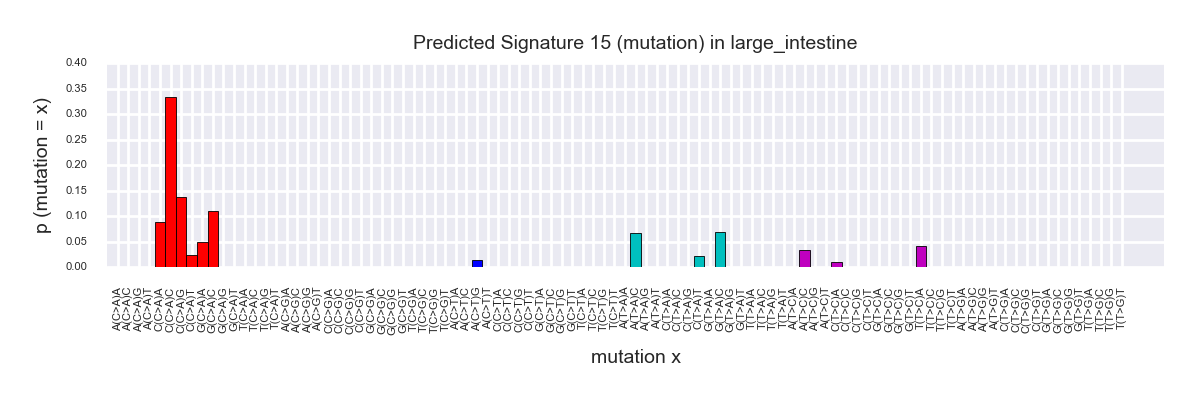 Predicted Signature 15 (mutation) in large_intestine
0.40
0.35
0.30
0.25
0.20
0.15
0.10
0.05
0.00
p (mutation = x)
A(C>A)A
A(C>A)C
A(C>A)G
A(C>A)T
C(C>A)A
C(C>A)C
C(C>A)G
C(C>A)T
G(C>A)A
G(C>A)C
G(C>A)G
G(C>A)T
T(C>A)A
T(C>A)C
T(C>A)G
T(C>A)T
A(C>G)A
A(C>G)C
A(C>G)G
A(C>G)T
C(C>G)A
C(C>G)C
C(C>G)G
C(C>G)T
G(C>G)A
G(C>G)C
G(C>G)G
G(C>G)T
T(C>G)A
T(C>G)C
T(C>G)G
T(C>G)T
A(C>T)A
A(C>T)C
A(C>T)G
A(C>T)T
C(C>T)A
C(C>T)C
C(C>T)G
C(C>T)T
G(C>T)A
G(C>T)C
G(C>T)G
G(C>T)T
T(C>T)A
T(C>T)C
T(C>T)G
T(C>T)T
A(T>A)A
A(T>A)C
A(T>A)G
A(T>A)T
C(T>A)A
C(T>A)C
C(T>A)G
C(T>A)T
G(T>A)A
G(T>A)C
G(T>A)G
G(T>A)T
T(T>A)A
T(T>A)C
T(T>A)G
T(T>A)T
A(T>C)A
A(T>C)C
A(T>C)G
A(T>C)T
C(T>C)A
C(T>C)C
C(T>C)G
C(T>C)T
G(T>C)A
G(T>C)C
G(T>C)G
G(T>C)T
T(T>C)A
T(T>C)C
T(T>C)G
T(T>C)T
A(T>G)A
A(T>G)C
A(T>G)G
A(T>G)T
C(T>G)A
C(T>G)C
C(T>G)G
C(T>G)T
G(T>G)A
G(T>G)C
G(T>G)G
G(T>G)T
T(T>G)A
T(T>G)C
T(T>G)G
T(T>G)T
mutation x